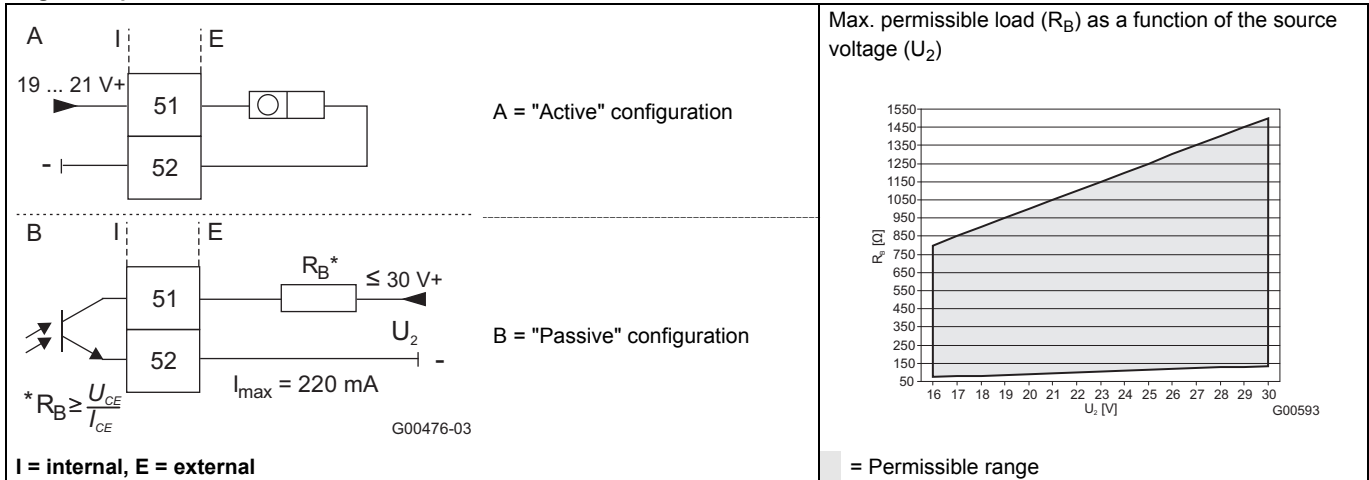 A
I
E
19 ... 21 V+
51
-
52
A = "Active" configuration
B
I
E
51
52
R_B*
≤ 30 V+
U₂
-
I_max = 220 mA
*R_B ≥ U_CE / I_CE
G00476-03
B = "Passive" configuration
I = internal, E = external
Max. permissible load (R_B) as a function of the source
voltage (U₂)
1550
1450
1350
1250
1150
1050
950
850
750
650
550
450
350
250
150
50
R_B [Ω]
16 17 18 19 20 21 22 23 24 25 26 27 28 29 30
U₂ [V]
G00593
= Permissible range